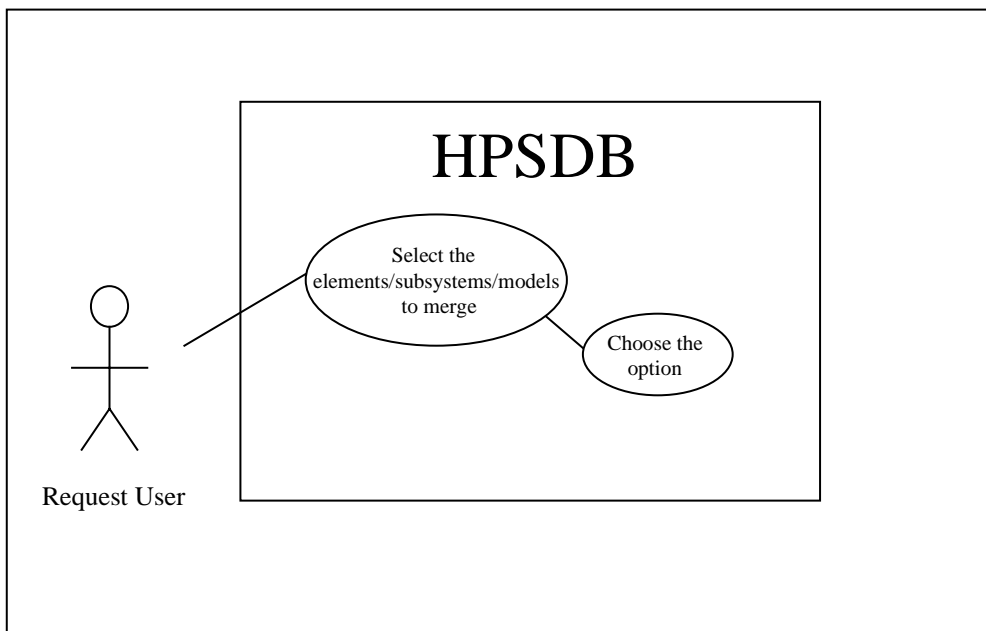 HPSDB
Select the
elements/subsystems/models
to merge
Choose the
option
Request User